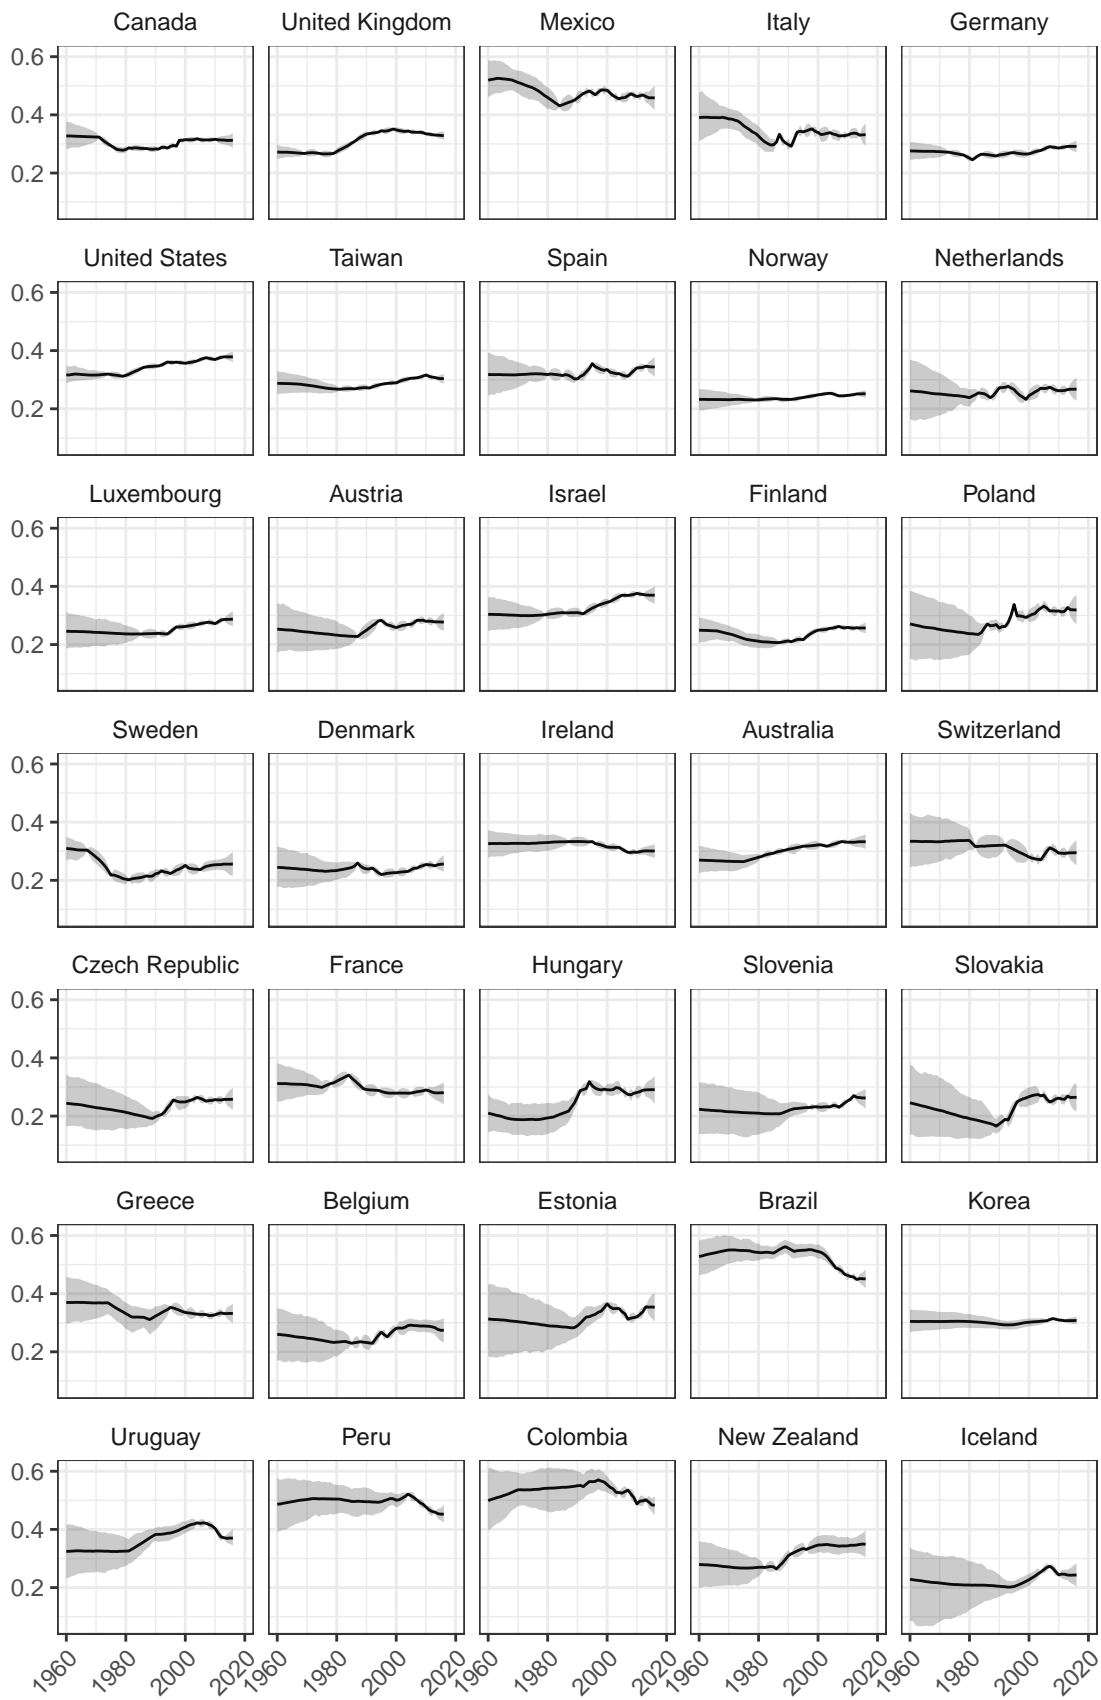 Canada United Kingdom Mexico Italy Germany
0.6
0.4
0.2
United States Taiwan Spain Norway Netherlands
0.6
0.4
0.2
Luxembourg Austria Israel Finland Poland
0.6
0.4
0.2
Sweden Denmark Ireland Australia Switzerland
0.6
0.4
0.2
Czech Republic France Hungary Slovenia Slovakia
0.6
0.4
0.2
Greece Belgium Estonia Brazil Korea
0.6
0.4
0.2
Uruguay Peru Colombia New Zealand Iceland
0.6
0.4
0.2
1960 1980 2000 2020 1960 1980 2000 2020 1960 1980 2000 2020 1960 1980 2000 2020 1960 1980 2000 2020